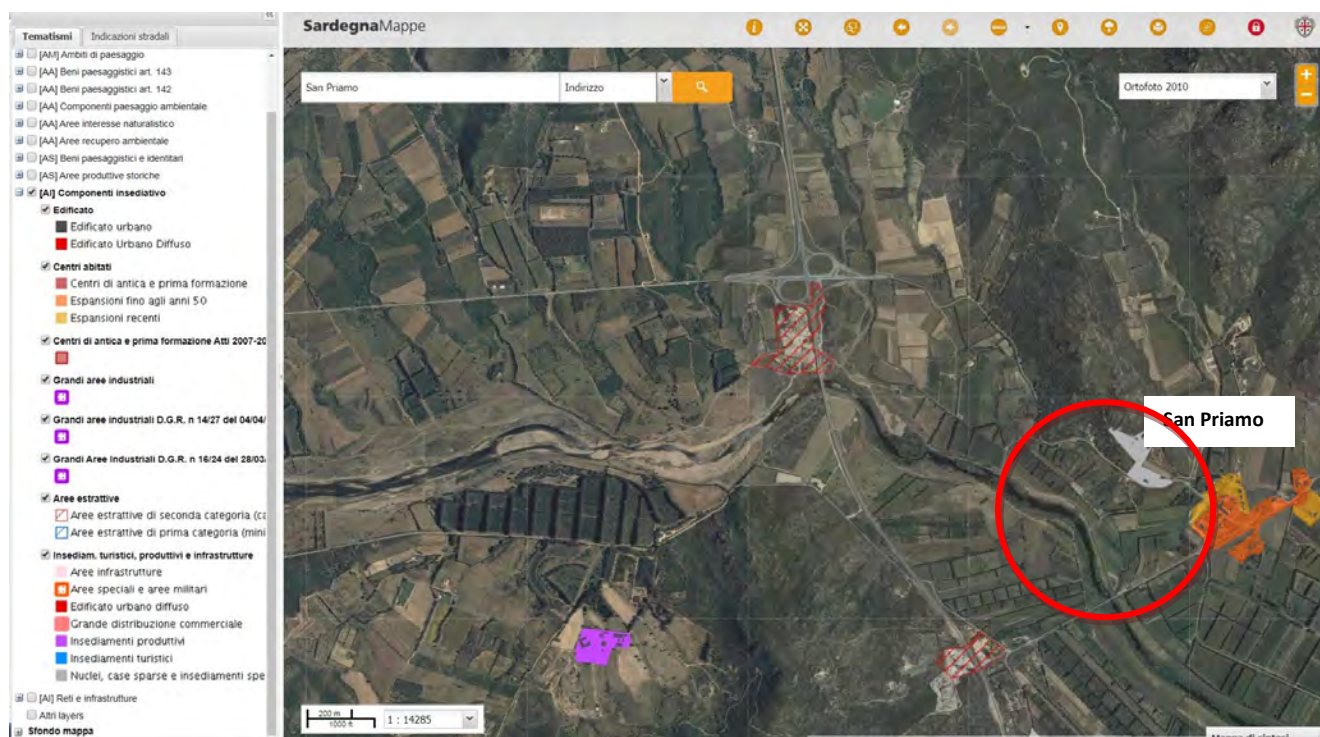 SardegnaMappe
Tematismi
Indicazioni stradali
[AM] Ambiti di paesaggio
[AA] Beni paesaggistici art. 143
[AA] Beni paesaggistici art. 142
[AA] Componenti paesaggio ambientale
[AA] Aree interesse naturalistico
[AA] Aree recupero ambientale
[AS] Beni paesaggistici e identitari
[AS] Aree produttive storiche
[AI] Componenti insediativo
Edificato
Edificato urbano
Edificato Urbano Diffuso
Centri abitati
Centri di antica e prima formazione
Espansioni fino agli anni 50
Espansioni recenti
Centri di antica e prima formazione Atti 2007-20
Grandi aree industriali
Grandi aree industriali D.G.R. n 14/27 del 04/04/
Grandi Aree Industriali D.G.R. n 16/24 del 28/03.
Aree estrattive
Aree estrattive di seconda categoria (ca
Aree estrattive di prima categoria (mini
Insediam. turistici, produttivi e infrastrutture
Aree infrastrutture
Aree speciali e aree militari
Edificato urbano diffuso
Grande distribuzione commerciale
Insediamenti produttivi
Insediamenti turistici
Nuclei, case sparse e insediamenti spe
[AI] Reti e infrastrutture
Altri layers
Sfondo mappa
San Priamo
Indirizzo
Ortofoto 2010
San Priamo
200 m
1000 ft
1 : 14285